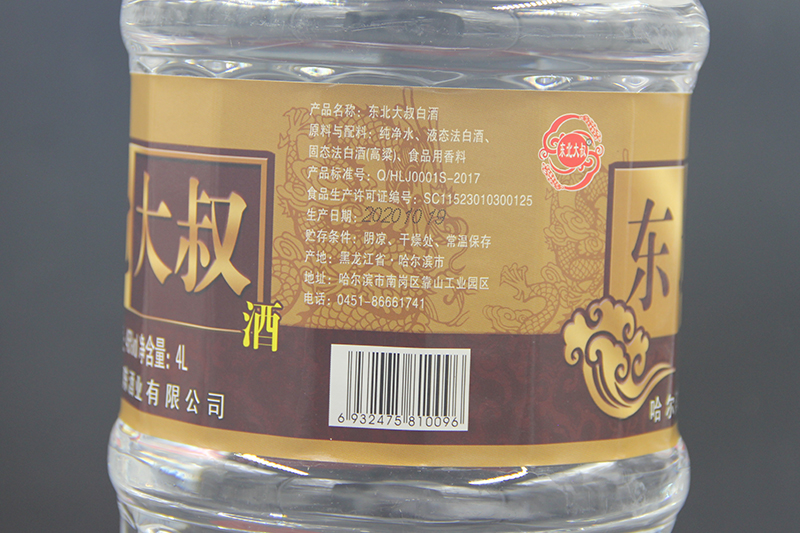 产品名称：东北大叔白酒
原料与配料：纯净水、液态法白酒、
固态法白酒(高粱)、食品用香料
产品标准号：Q/HLJ0001S-2017
食品生产许可证编号：SC11523010300125
生产日期：20201019
贮存条件：阴凉、干燥处、常温保存
产地：黑龙江省·哈尔滨市
地址：哈尔滨市南岗区靠山工业园区
电话：0451-86661741
东北大叔
大叔
酒
净含量：4L
酒业有限公司
6 932475 810096
东
哈尔